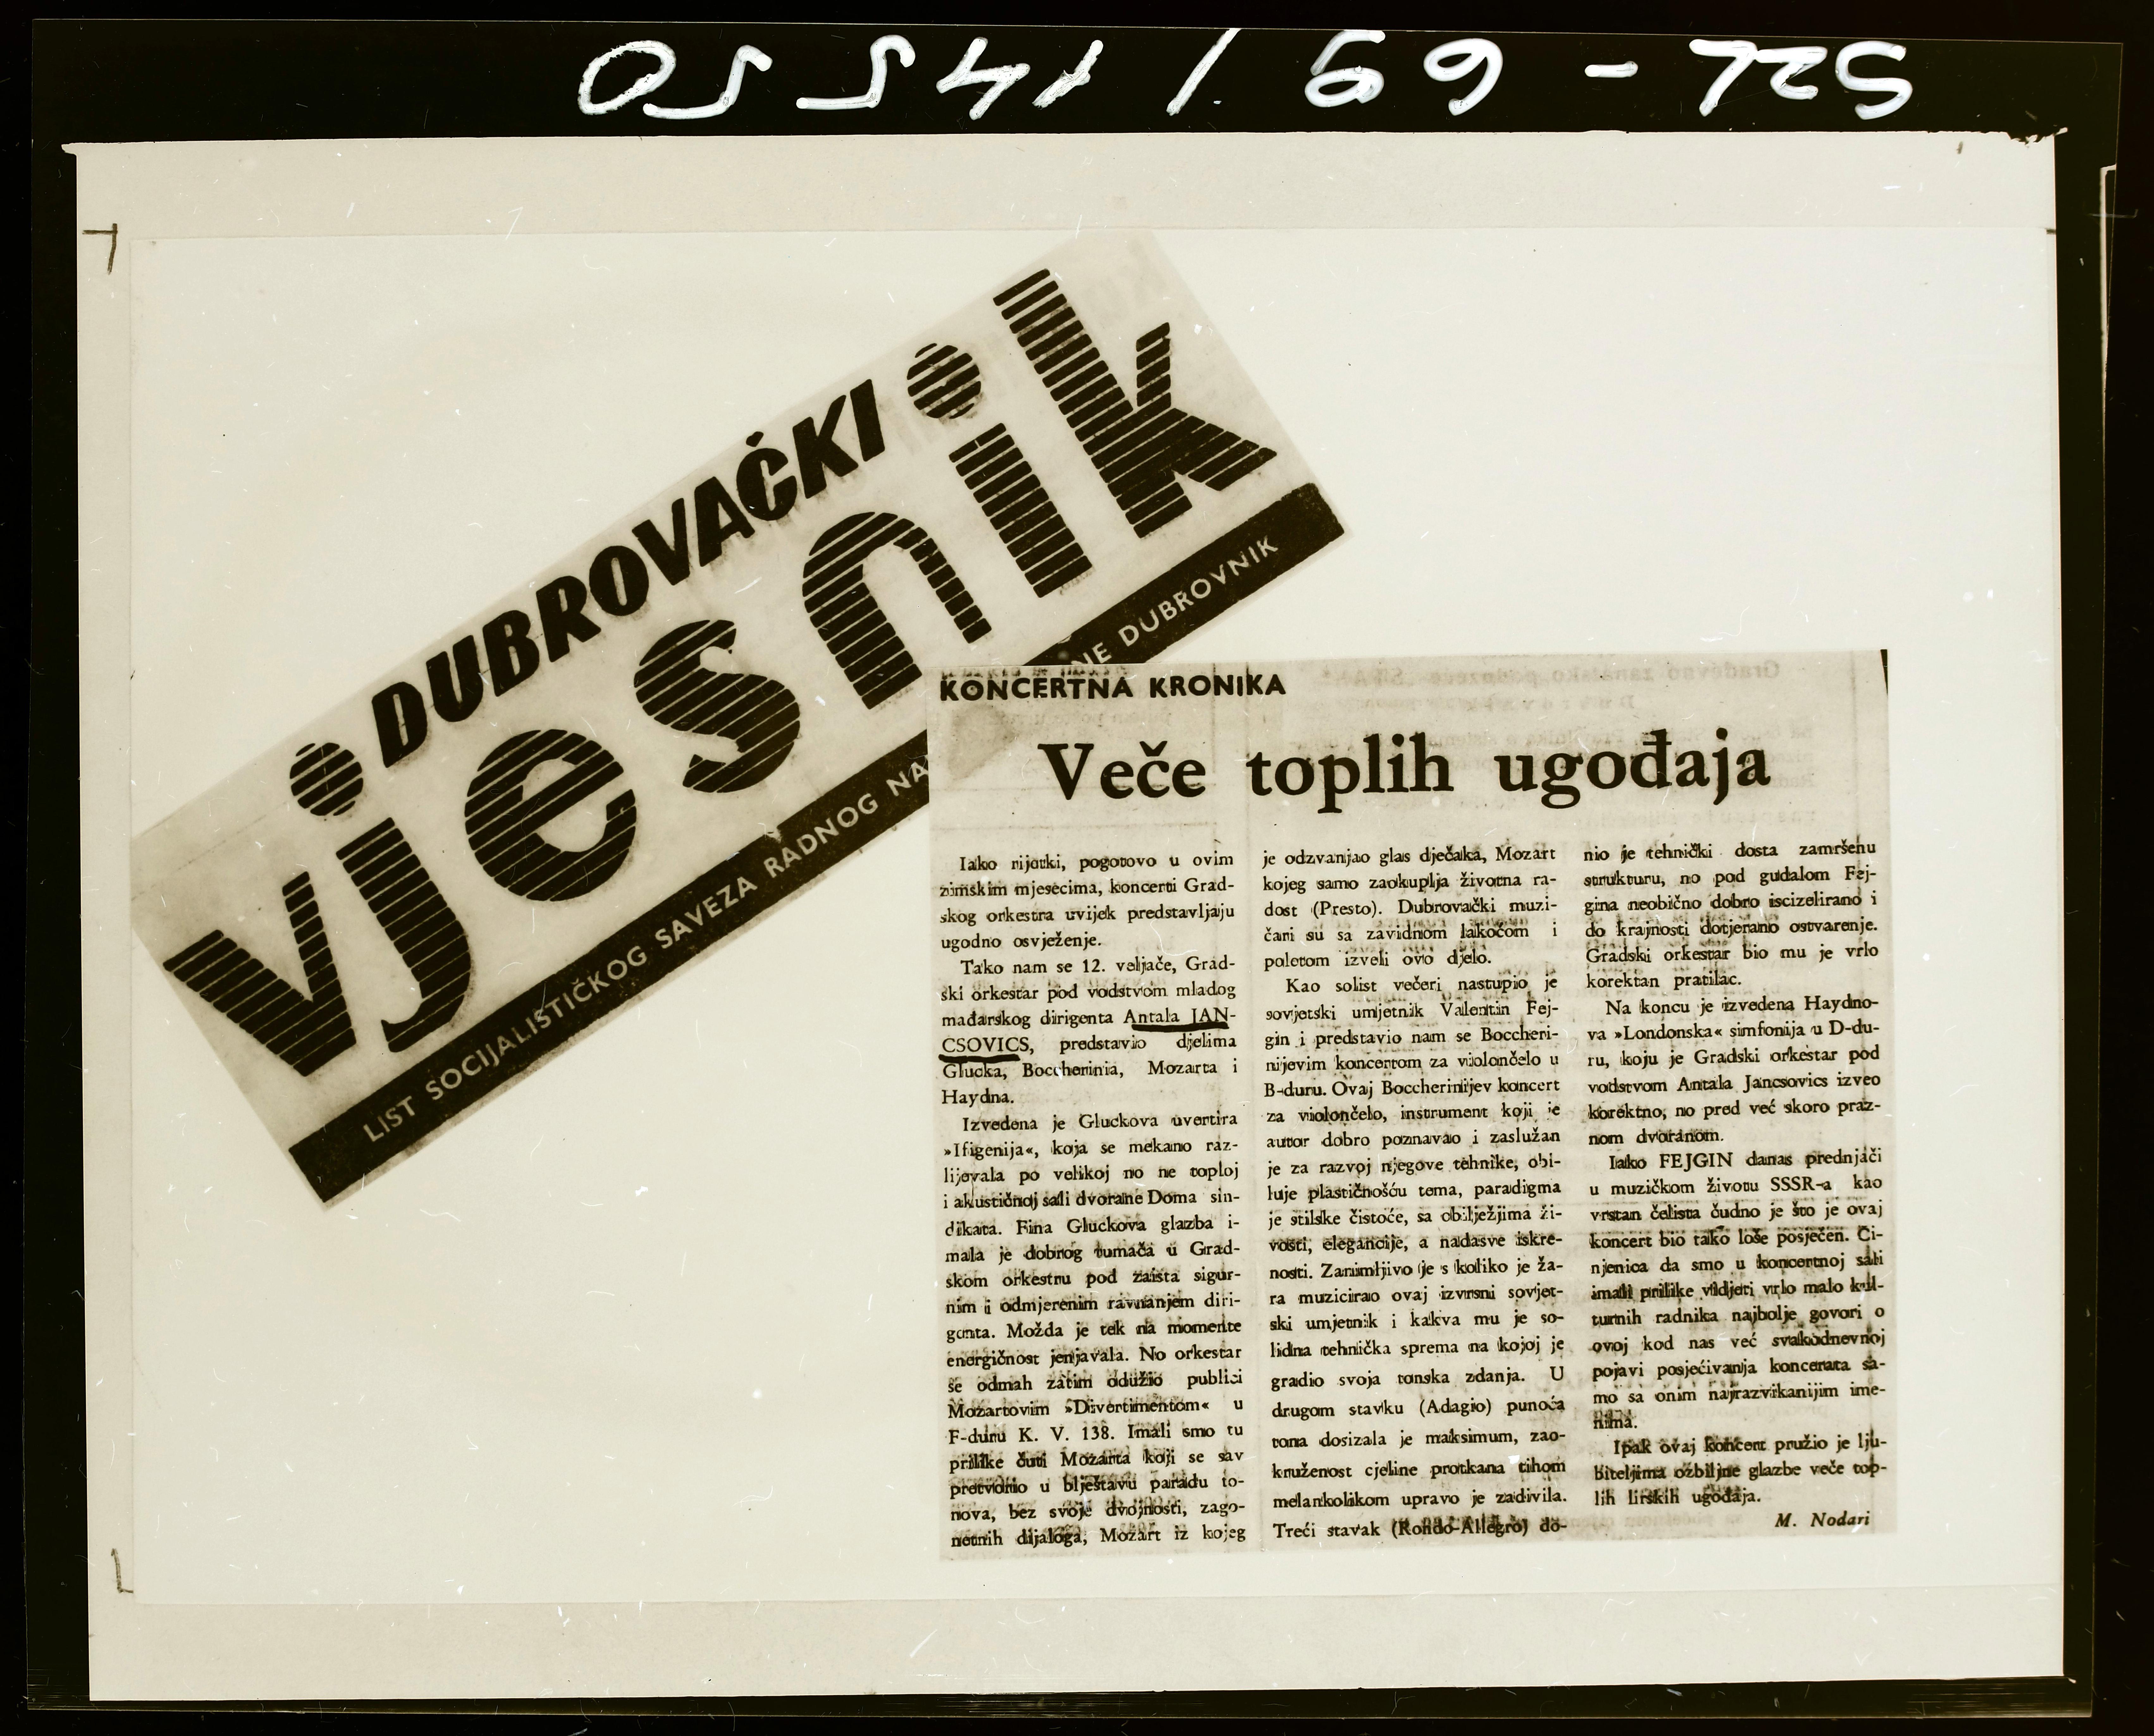 SZL - 69 / 145 50
DUBROVAČKI
vjesnik
LIST SOCIJALISTIČKOG SAVEZA RADNOG NA
NE DUBROVNIK
KONCERTNA KRONIKA
Veče toplih ugođaja
Iako rijotki, pogotovo u ovim
zimskim mjesecima, koncerti Grad-
skog orkestra uvijek predstavljaju
ugodno osvježenje.
Tako nam se 12. veljače, Grad-
ski orkestar pod vodstvom mladog
mađarskog dirigenta Antala JAN-
CSOVICS, predstavio djelima
Glucka, Boccherinia, Mozarta i
Haydna.
Izvedena je Gluckova uvertira
»Ifigenija«, koja se mekano raz-
lijevala po velikoj no ne toploj
i akustičnoj sali dvorane Doma sin-
dikata. Fina Gluckova glazba i-
mala je dobrog tumača u Grad-
skom orkestru pod zaista sigur-
nim i odmjerenim ravnanjem diri-
genta. Možda je tek na momente
energičnost jenjavala. No orkestar
se odmah zatim odužio publici
Mozartovim »Divertimentom« u
F-duru K. V. 138. Imali smo tu
prilike čuti Mozarta koji se sav
pretvorio u blještavu paradu to-
nova, bez svoje dvojnosti, zago-
netnih dijaloga, Mozart iz kojeg
je odzvanjao glas dječaka, Mozart
kojeg samo zaokuplja životna ra-
dost (Presto). Dubrovački muzi-
čari su sa zavidnom lakoćom i
poletom izveli ovo djelo.
Kao solist večeri nastupio je
sovjetski umjetnik Valentin Fej-
gin i predstavio nam se Boccheri-
nijevim koncertom za violončelo u
B-duru. Ovaj Boccherinijev koncert
za violončelo, instrument koji je
autor dobro poznavao i zaslužan
je za razvoj njegove tehnike, obi-
luje plastičnošću tema, paradigma
je stilske čistoće, sa obilježjima ži-
vosti, elegancije, a nadasve iskre-
nosti. Zanimljivo je s koliko je ža-
ra muzicirao ovaj izvrsni sovjet-
ski umjetnik i kakva mu je so-
lidna tehnička sprema na kojoj je
gradio svoja tonska zdanja. U
drugom stavku (Adagio) punoća
tona dosizala je maksimum, zao-
kruženost cjeline protkana tihom
melankolikom upravo je zadivila.
Treći stavak (Rondo-Allegro) do-
nio je tehnički dosta zamršenu
strukturu, no pod gudalom Fej-
gina neobično dobro iscizelirano i
do krajnosti dotjerano ostvarenje.
Gradski orkestar bio mu je vrlo
korektan pratilac.
Na koncu je izvedena Haydno-
va »Londonska« simfonija u D-du-
ru, koju je Gradski orkestar pod
vodstvom Antala Jancsovics izveo
korektno, no pred već skoro praz-
nom dvoranom.
Iako FEJGIN danas prednjači
u muzičkom životu SSSR-a kao
vrstan čelista čudno je što je ovaj
koncert bio tako loše posjećen. Či-
njenica da smo u koncertnoj sali
imali prilike vidjeti vrlo malo kul-
turnih radnika najbolje govori o
ovoj kod nas već svakodnevnoj
pojavi posjećivanja koncerata sa-
mo sa onim najrazvikanijim ime-
nima.
Ipak ovaj koncert pružio je lju-
biteljima ozbiljne glazbe veče top-
lih lirskih ugođaja.
M. Nodari